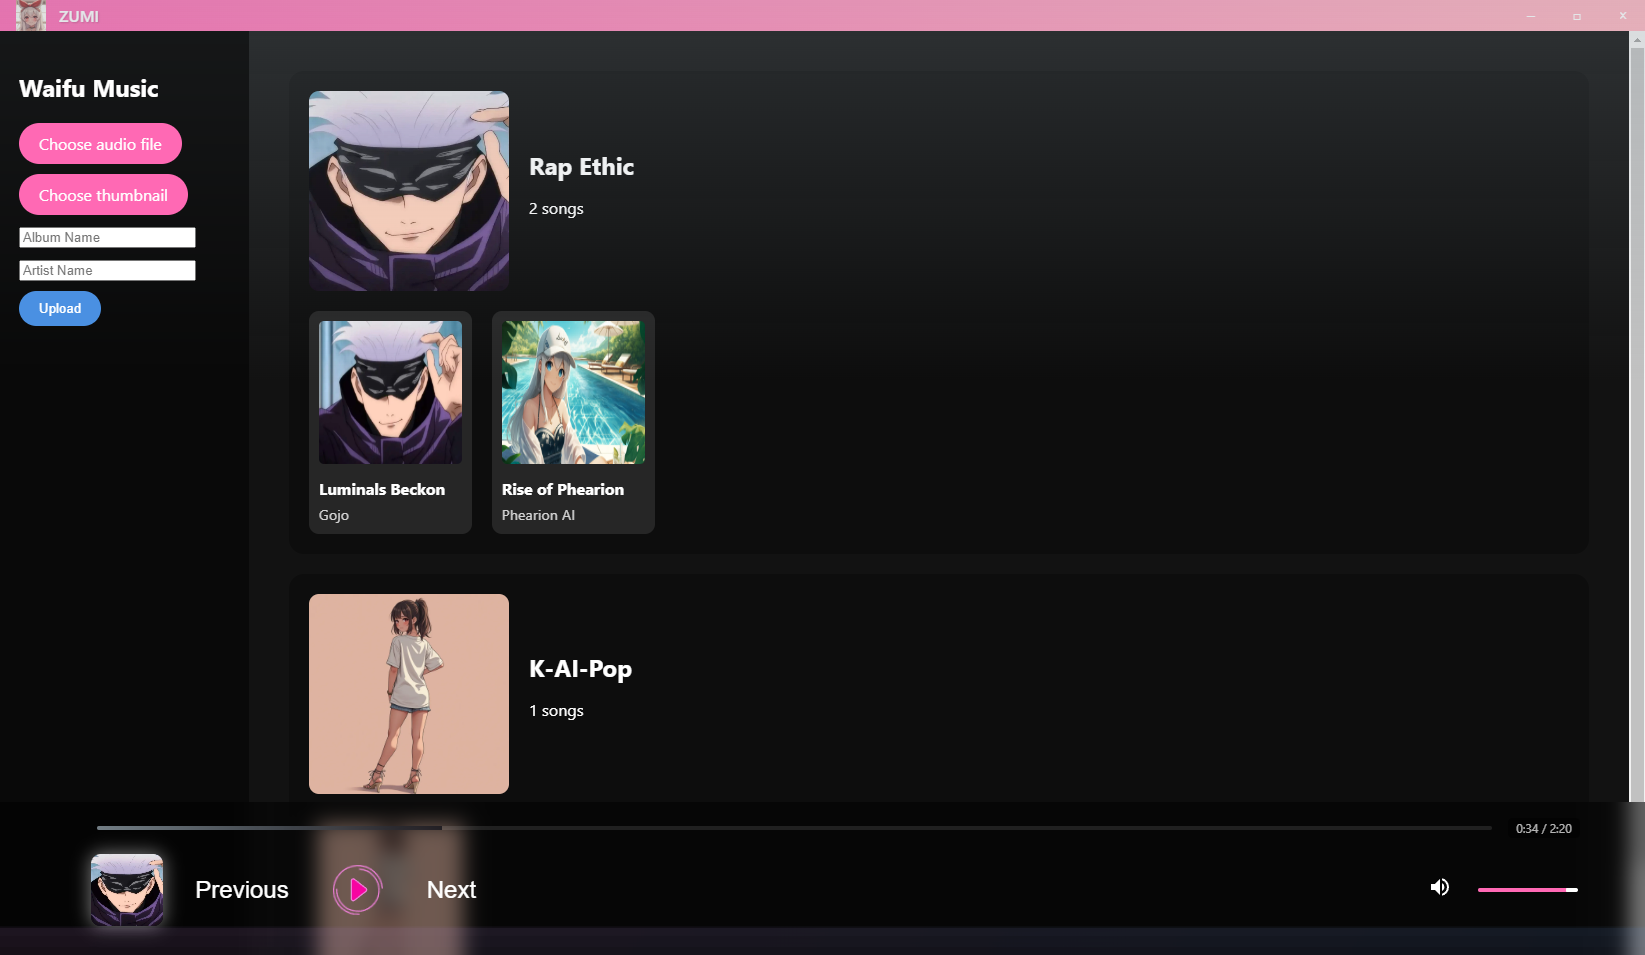 ZUMI
Waifu Music
Choose audio file
Choose thumbnail
Album Name
Artist Name
Upload
Rap Ethic
2 songs
Luminals Beckon
Gojo
Rise of Phearion
Phearion AI
K-AI-Pop
1 songs
0:34 / 2:20
Previous
Next